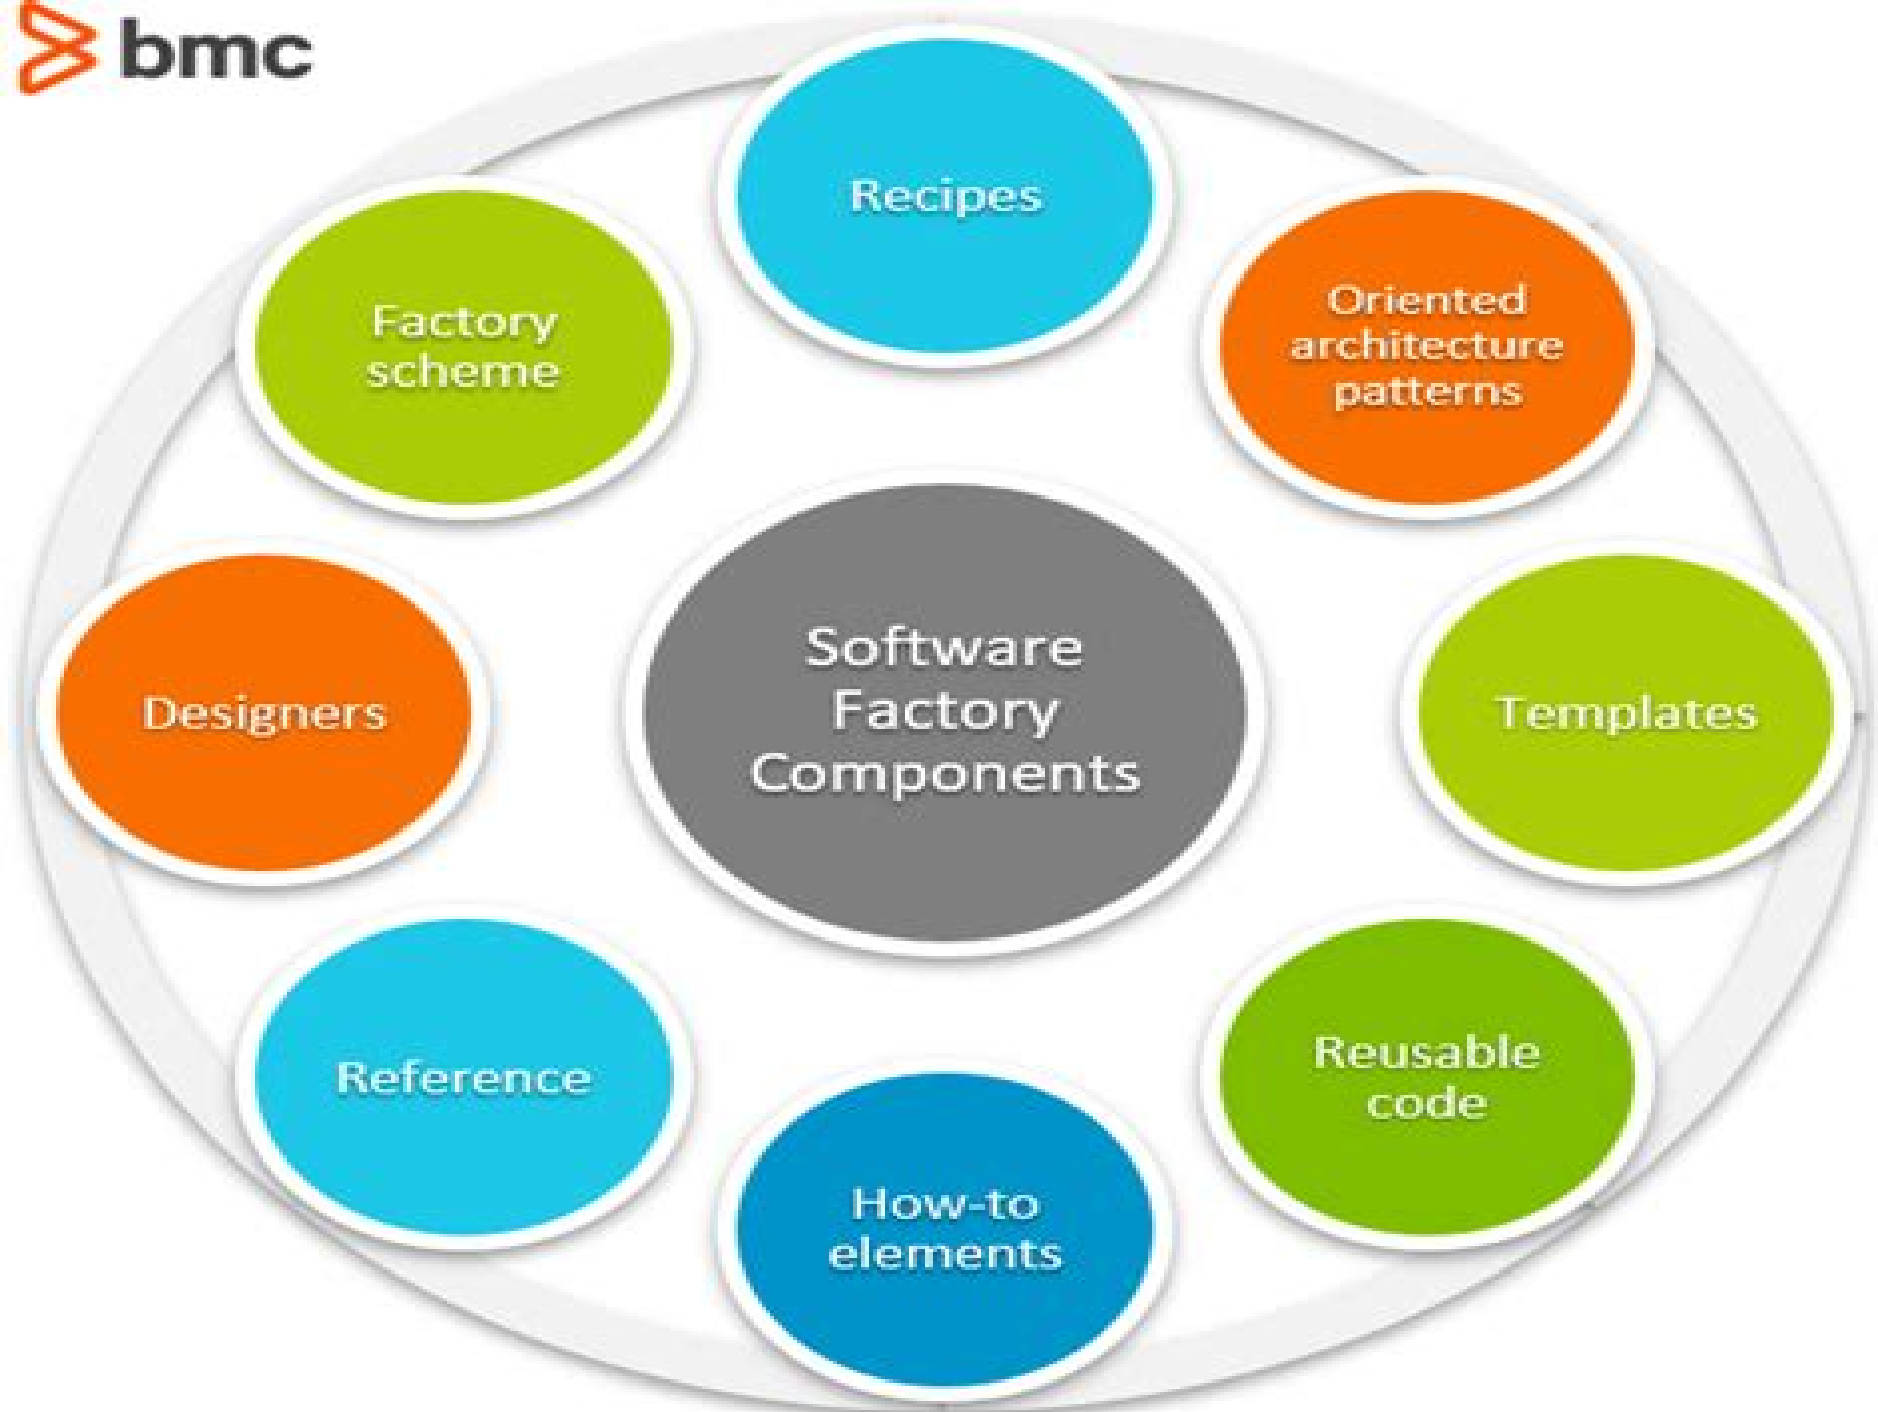 bmc
Recipes
Oriented
architecture
patterns
Templates
Reusable
code
How-to
elements
Reference
Designers
Factory
scheme
Software
Factory
Components